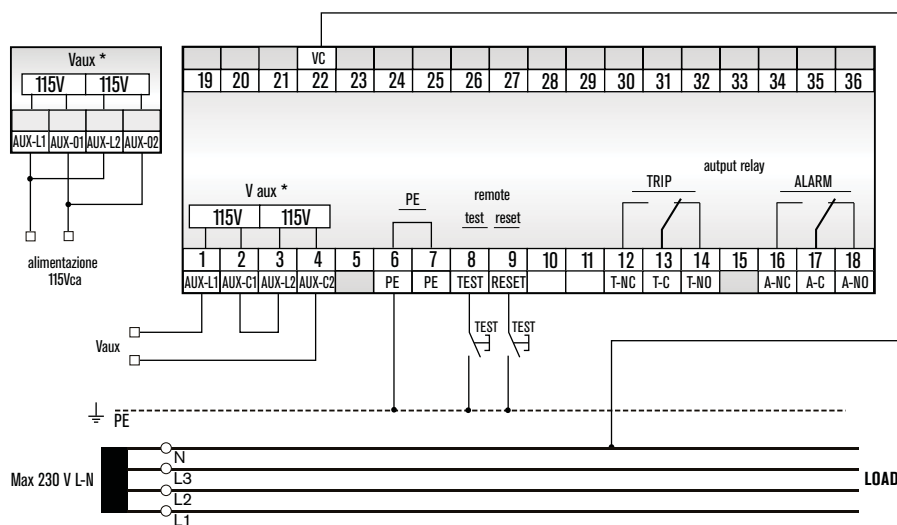 Vaux *
115V 115V
AUX-L1 AUX-01 AUX-L2 AUX-02
alimentazione
115Vca
VC
19 20 21 22 23 24 25 26 27 28 29 30 31 32 33 34 35 36
autput relay
V aux *
115V 115V
PE
remote
test reset
TRIP
ALARM
1 2 3 4 5 6 7 8 9 10 11 12 13 14 15 16 17 18
AUX-L1 AUX-C1 AUX-L2 AUX-C2 PE PE TEST RESET T-NC T-C T-NO A-NC A-C A-NO
TEST TEST
Vaux
PE
Max 230 V L-N
N
L3
L2
L1
LOAD